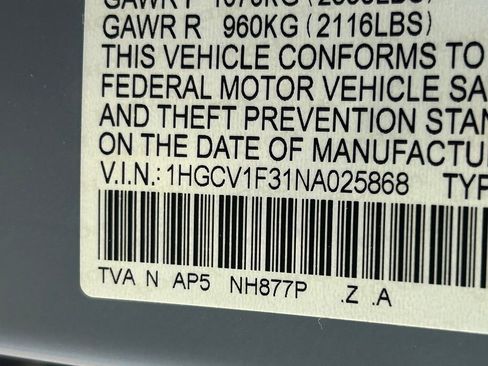 GAWR R 960KG (2116LBS)
THIS VEHICLE CONFORMS TO
FEDERAL MOTOR VEHICLE SA
AND THEFT PREVENTION STAN
ON THE DATE OF MANUFACTU
V.I.N.: 1HGCV1F31NA025868 TYP
TVA N AP5 NH877P .Z .A